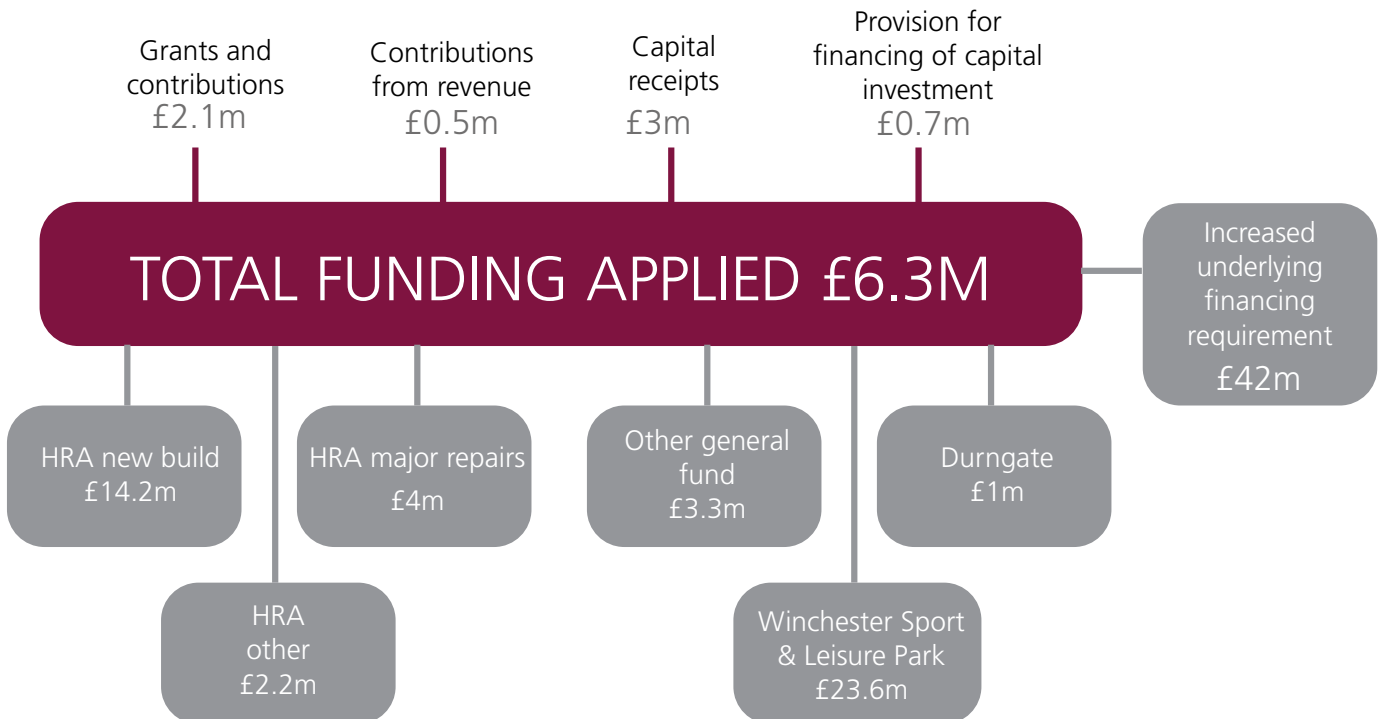 Grants and
contributions
£2.1m
Contributions
from revenue
£0.5m
Capital
receipts
£3m
Provision for
financing of capital
investment
£0.7m
TOTAL FUNDING APPLIED £6.3M
Increased
underlying
financing
requirement
£42m
HRA new build
£14.2m
HRA major repairs
£4m
Other general
fund
£3.3m
Durngate
£1m
HRA
other
£2.2m
Winchester Sport
& Leisure Park
£23.6m